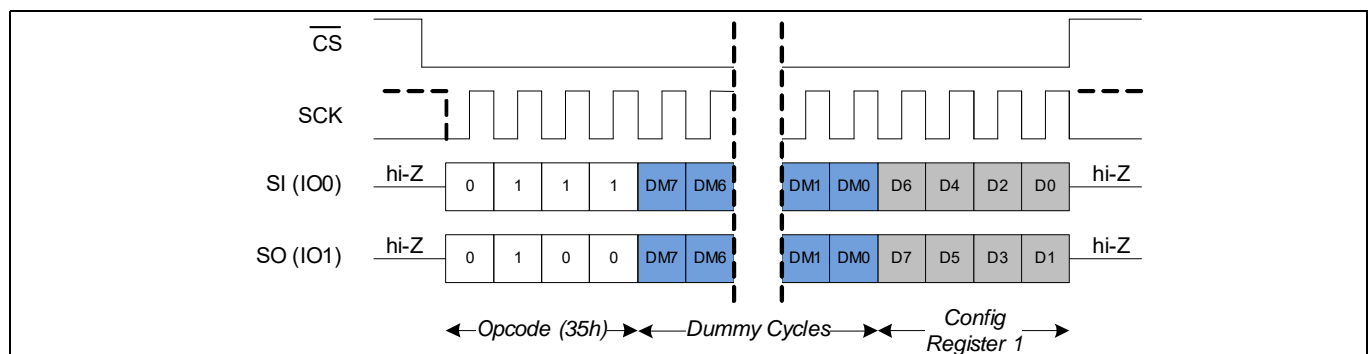 CS
SCK
SI (IO0) hi-Z 0 1 1 1 DM7 DM6 DM1 DM0 D6 D4 D2 D0 hi-Z
SO (IO1) hi-Z 0 1 0 0 DM7 DM6 DM1 DM0 D7 D5 D3 D1 hi-Z
Opcode (35h) Dummy Cycles Config
Register 1